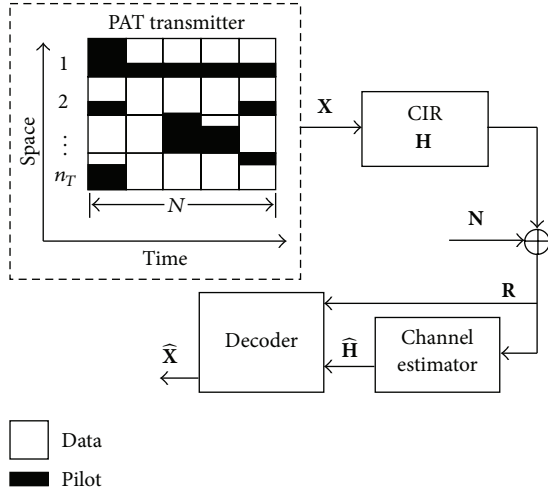 PAT transmitter
Space
1
2
⋮
n_T
N
Time
X
CIR
H
N
R
Decoder
X̂
Ĥ
Channel
estimator
Data
Pilot